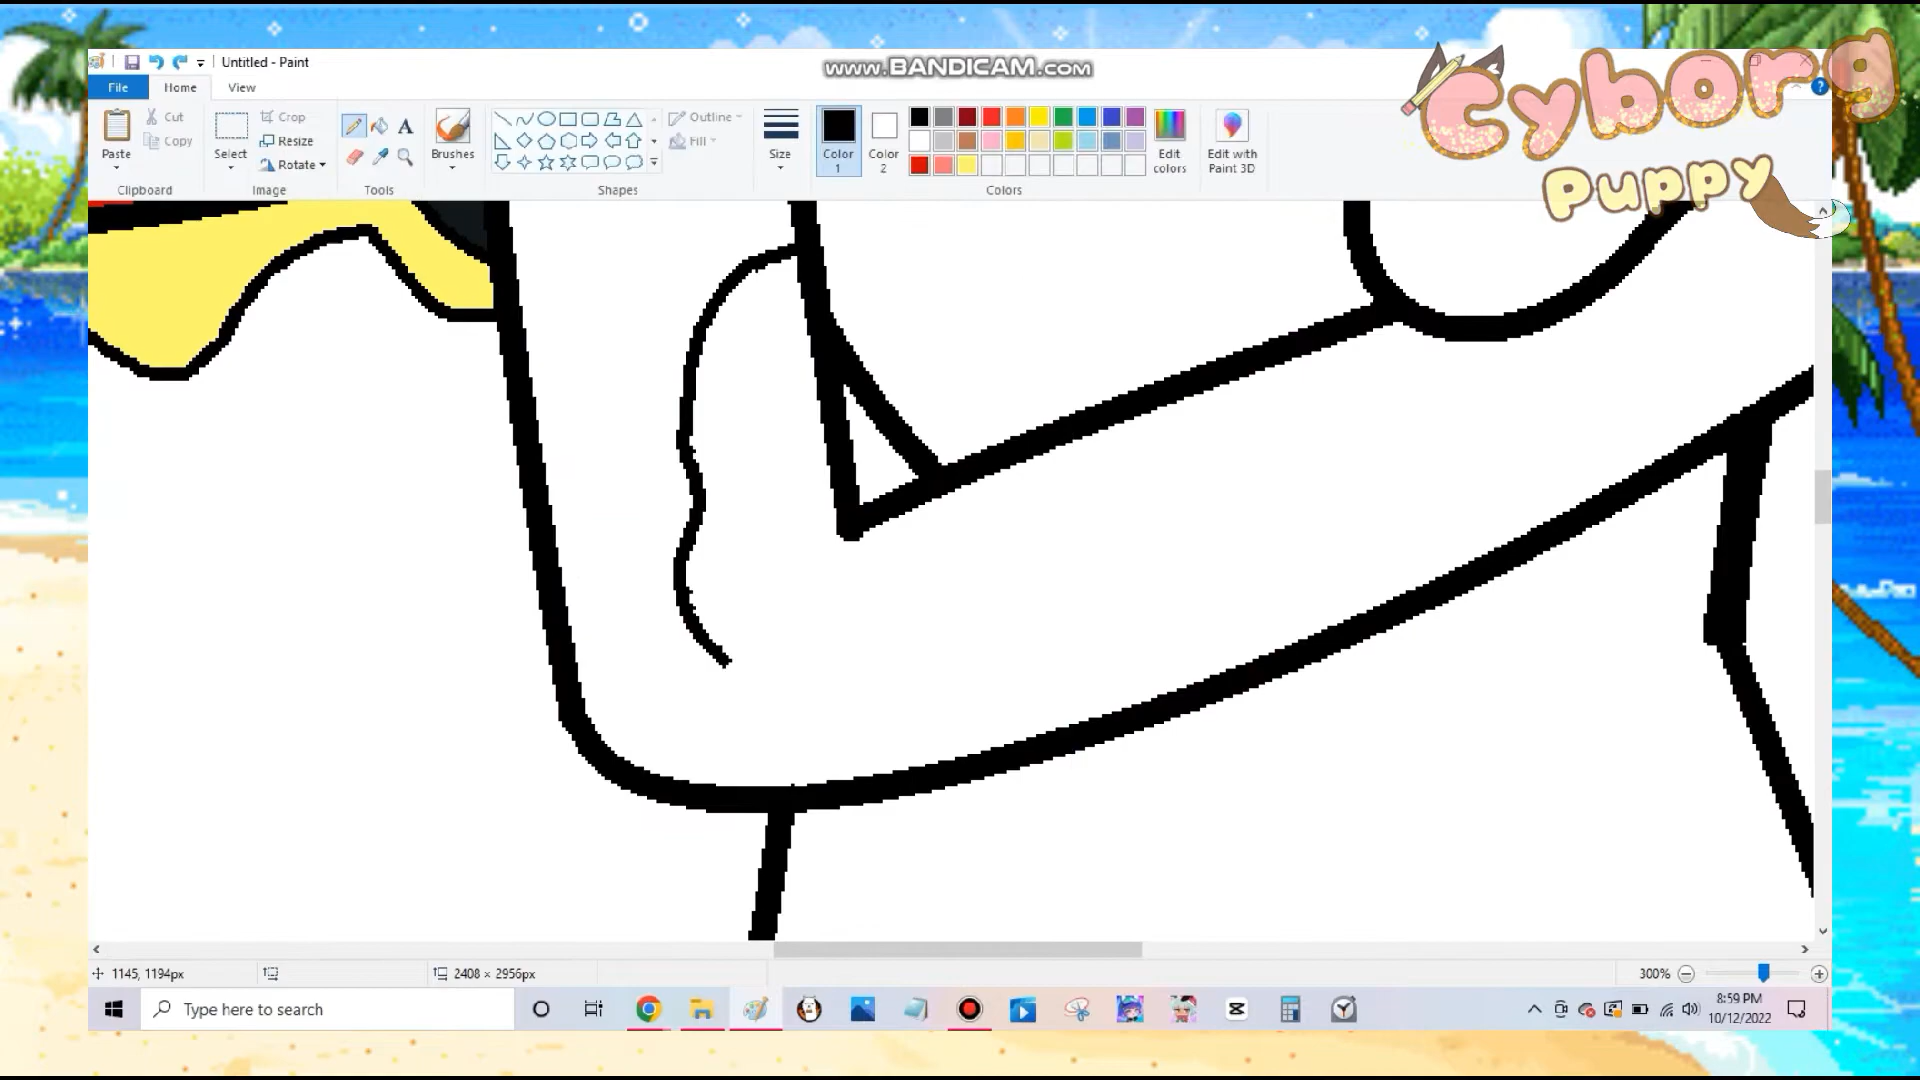 Untitled - Paint
www.BANDICAM.com
Cyborg
Puppy
File
Home
View
Paste
Cut
Copy
Clipboard
Select
Crop
Resize
Rotate
Image
Tools
Brushes
Shapes
Outline
Fill
Size
Color 1
Color 2
Colors
Edit colors
Edit with Paint 3D
1145, 1194px
2408 × 2956px
300%
Type here to search
8:59 PM
10/12/2022